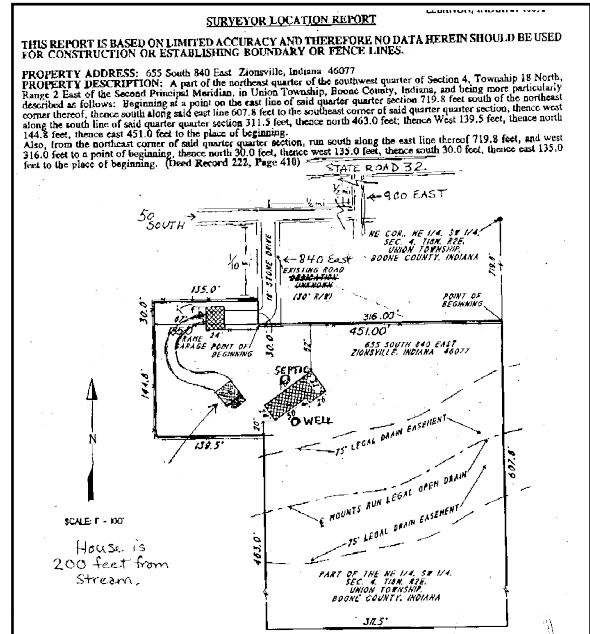 SURVEYOR LOCATION REPORT
THIS REPORT IS BASED ON LIMITED ACCURACY AND THEREFORE NO DATA HEREIN SHOULD BE USED
FOR CONSTRUCTION OR ESTABLISHING BOUNDARY OR FENCE LINES.
PROPERTY ADDRESS: 655 South 840 East Zionsville, Indiana 46077
PROPERTY DESCRIPTION: A part of the northeast quarter of the southwest quarter of Section 4, Township 18 North,
Range 2 East of the Second Principal Meridian, in Union Township, Boone County, Indiana, and being more particularly
described as follows: Beginning at a point on the east line of said quarter quarter section 719.8 feet south of the northeast
corner thereof, thence south along said east line 607.8 feet to the southeast corner of said quarter quarter section, thence west
along the south line of said quarter quarter section 311.5 feet, thence north 463.0 feet; thence West 139.5 feet, thence north
144.8 feet, thence east 451.0 feet to the place of beginning.
Also, from the northeast corner of said quarter quarter section, run south along the east line thereof 719.8 feet, and west
316.0 feet to a point of beginning, thence north 30.0 feet, thence west 135.0 feet, thence south 30.0 feet, thence east 135.0
feet to the place of beginning. (Deed Record 222, Page 410)
STATE ROAD 32.
1/2 mi
1/2 mi
900 EAST
50
SOUTH
NE COR., NE 1/4, SW 1/4,
SEC. 4, T18N, R2E,
UNION TOWNSHIP,
BOONE COUNTY, INDIANA
719.8'
840 East
EXISTING ROAD
DEDICATION
UNKNOWN
(30' R/W)
18' STONE DRIVE
1/10
135.0'
30.0'
316.00'
POINT OF
BEGINNING
451.00'
24'
FRAME
GARAGE
POINT OF
BEGINNING
30.0'
52'
655 SOUTH 840 EAST
ZIONSVILLE, INDIANA 46077
SEPTIC
WELL
20'
144.8'
139.5'
N
75' LEGAL DRAIN EASEMENT
℄ MOUNTS RUN LEGAL OPEN DRAIN
75' LEGAL DRAIN EASEMENT
607.8'
463.0'
SCALE: 1" - 100'
House is
200 feet from
Stream.
PART OF THE NE 1/4, SW 1/4,
SEC. 4, T18N, R2E,
UNION TOWNSHIP,
BOONE COUNTY, INDIANA
311.5'